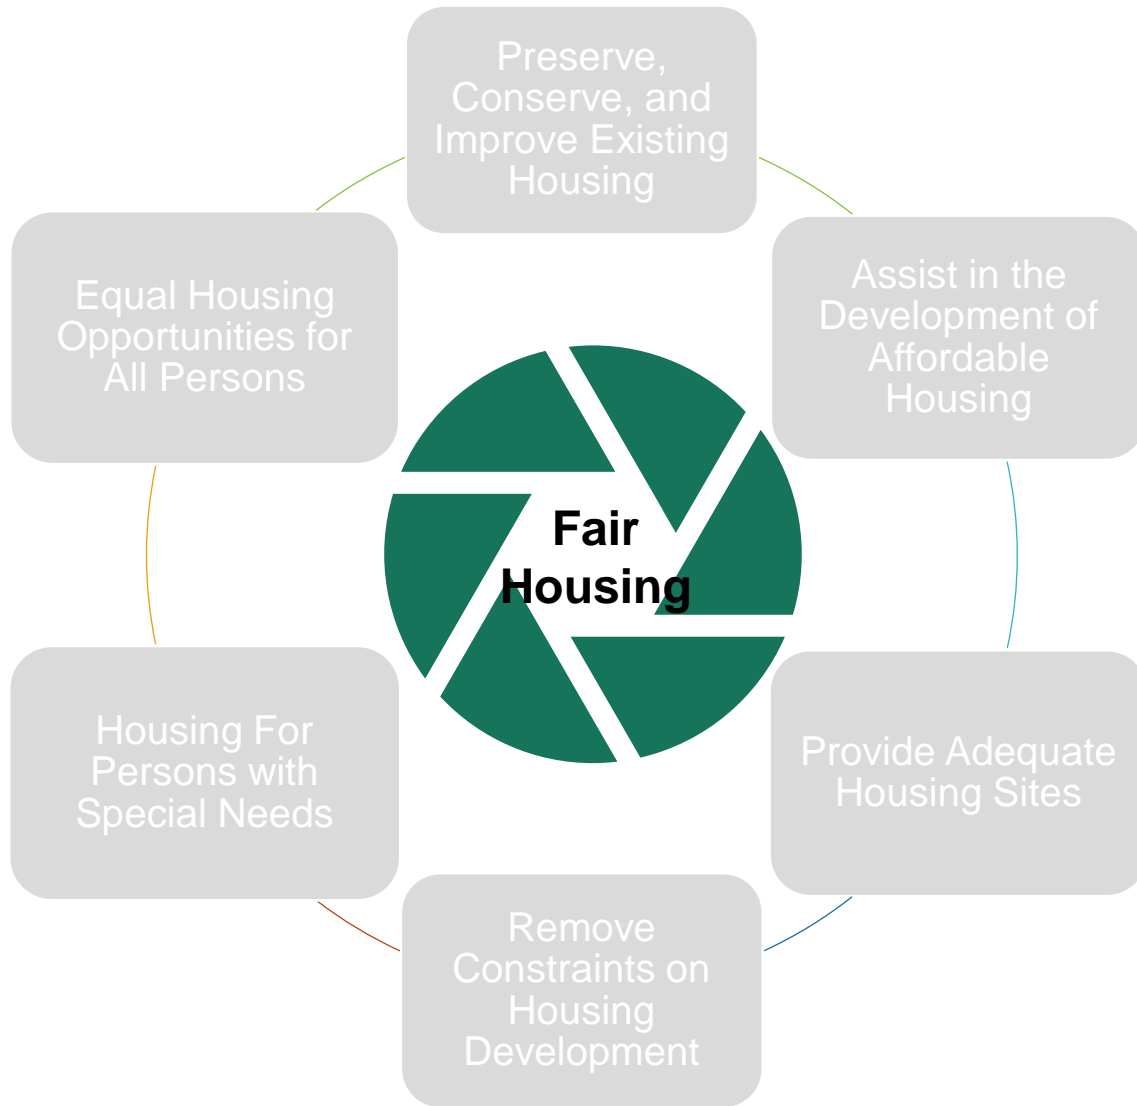 Preserve,
Conserve, and
Improve Existing
Housing
Assist in the
Development of
Affordable
Housing
Provide Adequate
Housing Sites
Remove
Constraints on
Housing
Development
Housing For
Persons with
Special Needs
Equal Housing
Opportunities for
All Persons
Fair
Housing